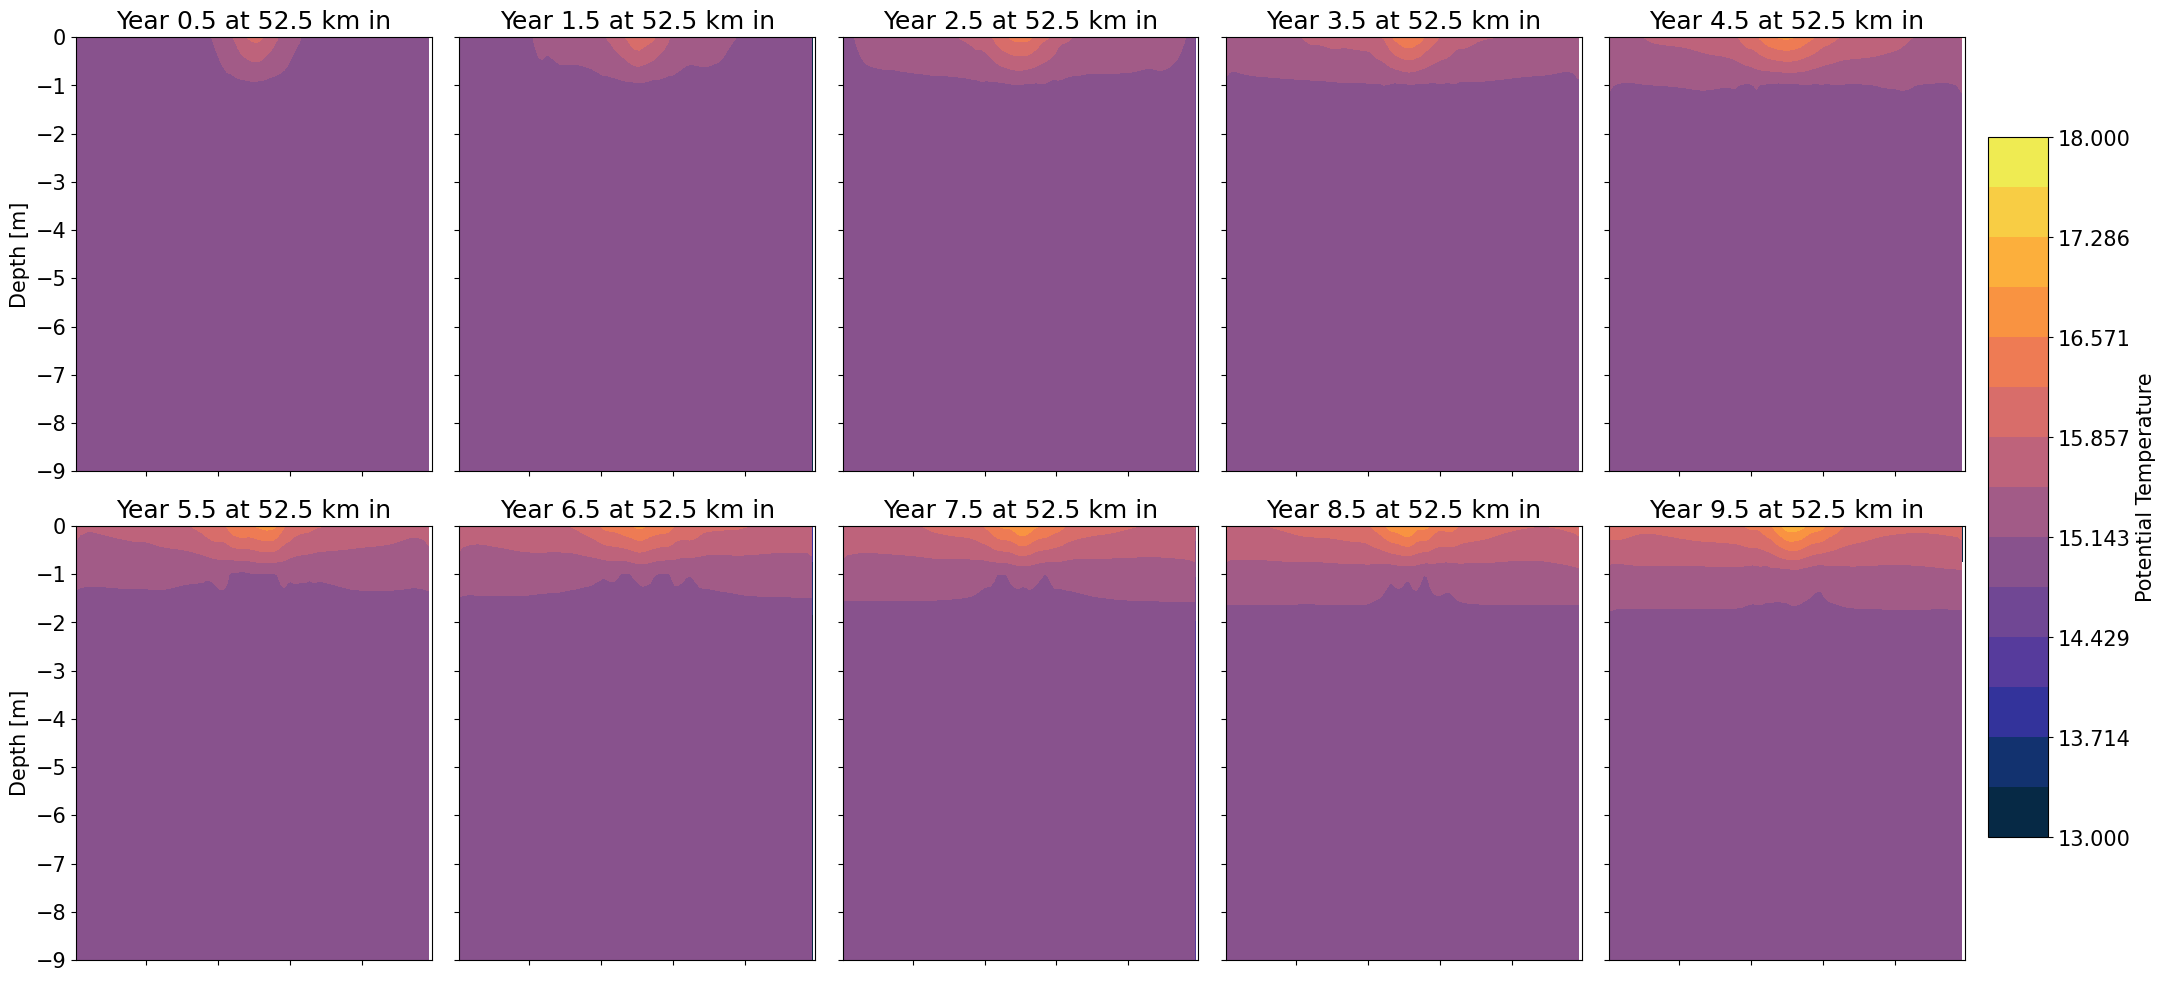 Year 0.5 at 52.5 km in
Year 1.5 at 52.5 km in
Year 2.5 at 52.5 km in
Year 3.5 at 52.5 km in
Year 4.5 at 52.5 km in
0
−1
−2
−3
−4
−5
−6
−7
−8
−9
Depth [m]
Year 5.5 at 52.5 km in
Year 6.5 at 52.5 km in
Year 7.5 at 52.5 km in
Year 8.5 at 52.5 km in
Year 9.5 at 52.5 km in
0
−1
−2
−3
−4
−5
−6
−7
−8
−9
Depth [m]
18.000
17.286
16.571
15.857
15.143
14.429
13.714
13.000
Potential Temperature